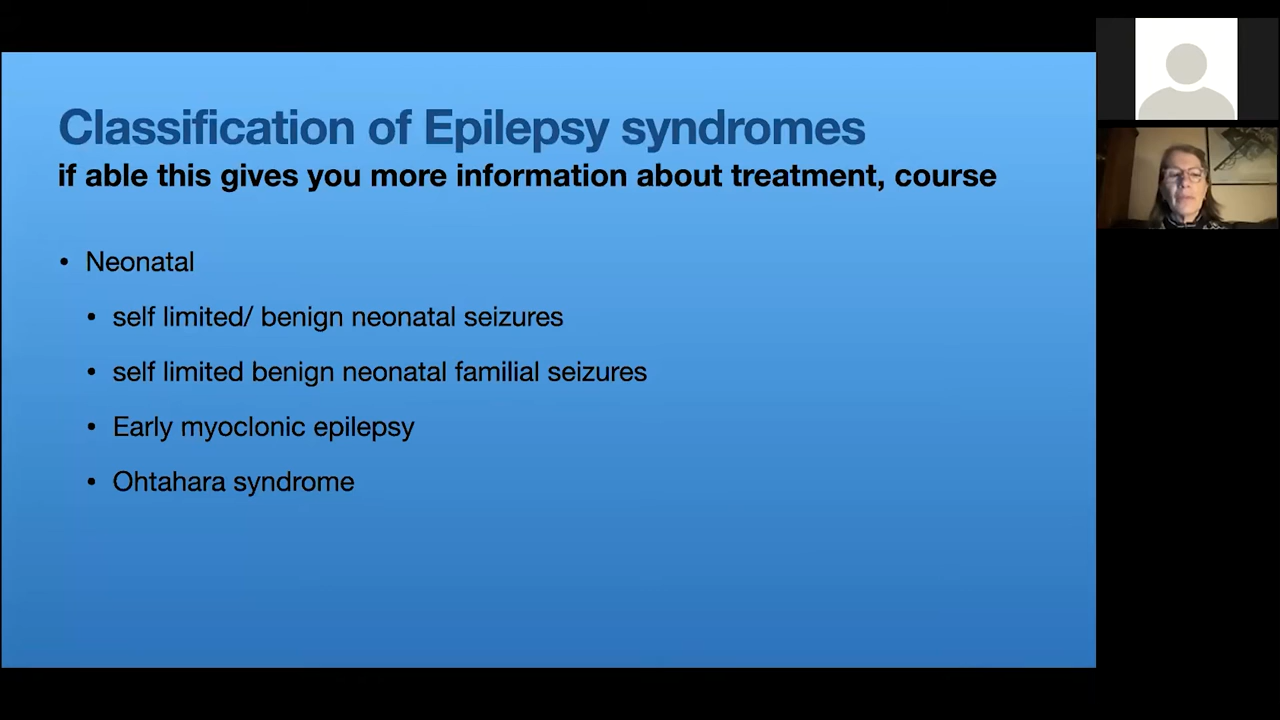 Classification of Epilepsy syndromes
if able this gives you more information about treatment, course
• Neonatal
• self limited/ benign neonatal seizures
• self limited benign neonatal familial seizures
• Early myoclonic epilepsy
• Ohtahara syndrome